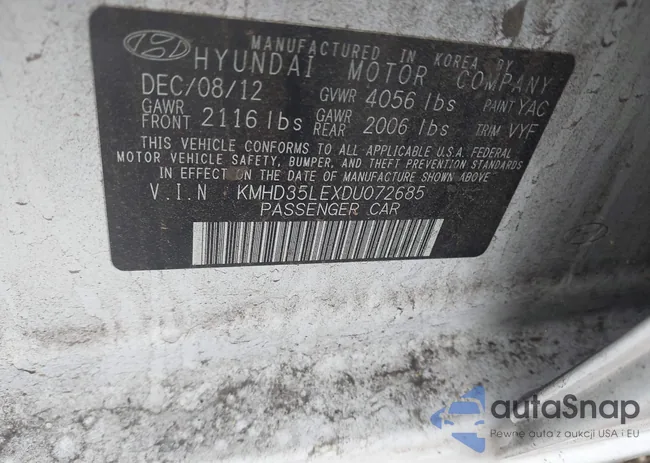 MANUFACTURED IN KOREA BY
HYUNDAI MOTOR COMPANY
DEC/08/12 GVWR 4056 lbs PAINT YAC
GAWR FRONT 2116 lbs GAWR REAR 2006 lbs TRIM VYF
THIS VEHICLE CONFORMS TO ALL APPLICABLE U.S.A. FEDERAL
MOTOR VEHICLE SAFETY, BUMPER, AND THEFT PREVENTION STANDARDS
IN EFFECT ON THE DATE OF MANUFACTURE SHOWN ABOVE
V.I.N KMHD35LEXDU072685
PASSENGER CAR
autaSnap
Pewne auta z aukcji USA i EU